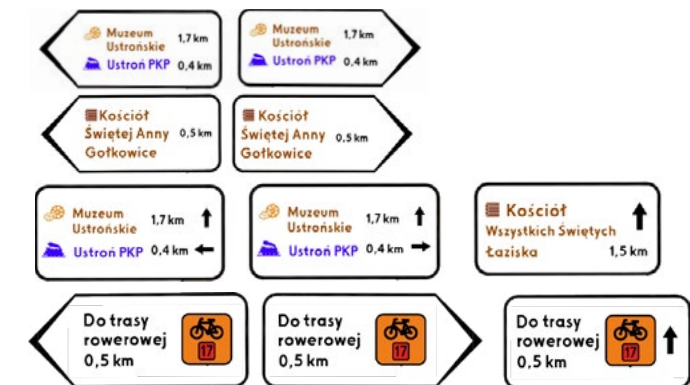 Muzeum
Ustrońskie 1,7 km
Ustroń PKP 0,4 km
Muzeum
Ustrońskie 1,7 km
Ustroń PKP 0,4 km
Kościół
Świętej Anny 0,5 km
Gołkowice
Kościół
Świętej Anny 0,5 km
Gołkowice
Muzeum
Ustrońskie 1,7 km
Ustroń PKP 0,4 km
Muzeum
Ustrońskie 1,7 km
Ustroń PKP 0,4 km
Kościół
Wszystkich Świętych
Łaziska 1,5 km
Do trasy
rowerowej
0,5 km
17
Do trasy
rowerowej
0,5 km
17
Do trasy
rowerowej
0,5 km
17